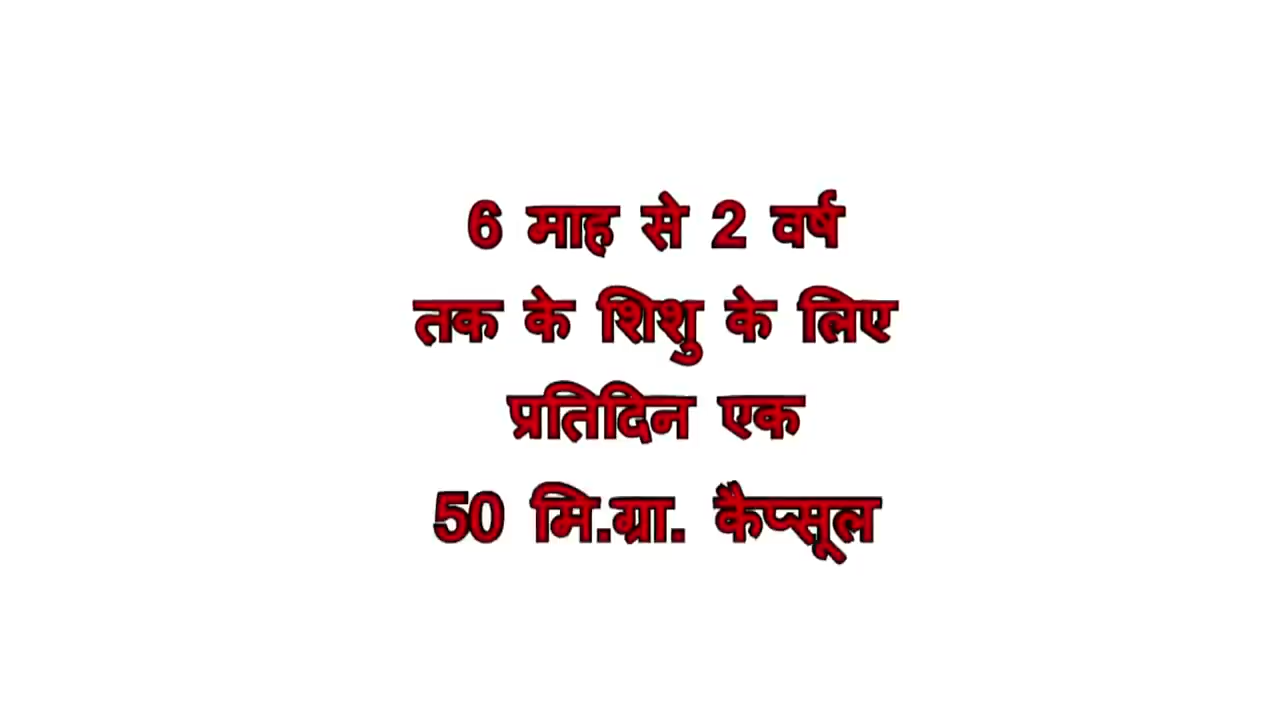 6 माह से 2 वर्ष
तक के शिशु के लिए
प्रतिदिन एक
50 मि.ग्रा. कैप्सूल